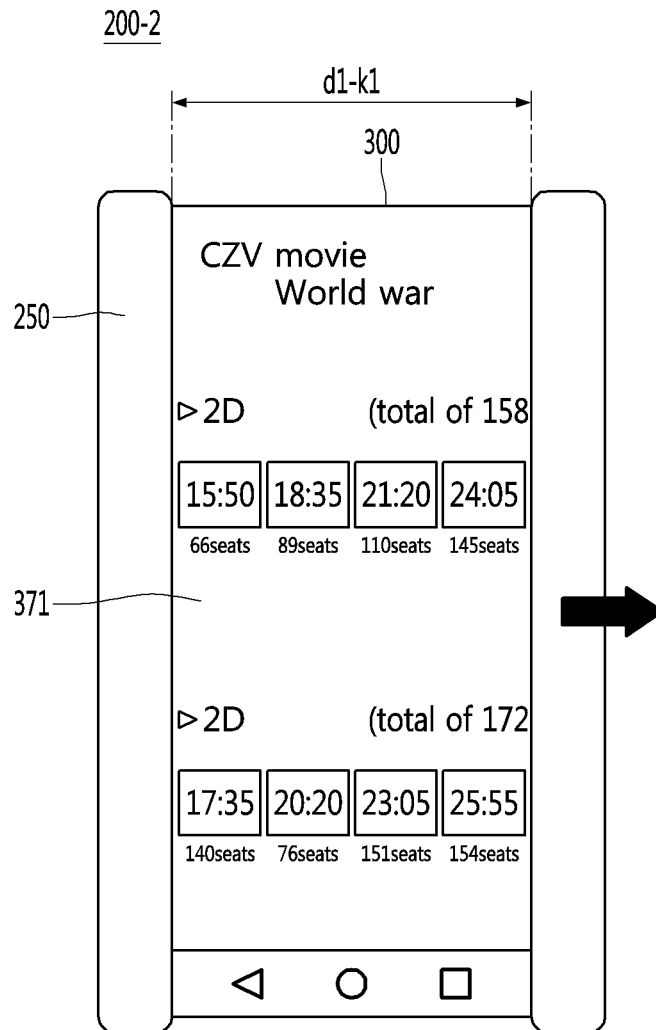 200-2
d1-k1
300
CZV movie
World war
250
▷2D (total of 158
15:50 18:35 21:20 24:05
66seats 89seats 110seats 145seats
371
▷2D (total of 172
17:35 20:20 23:05 25:55
140seats 76seats 151seats 154seats